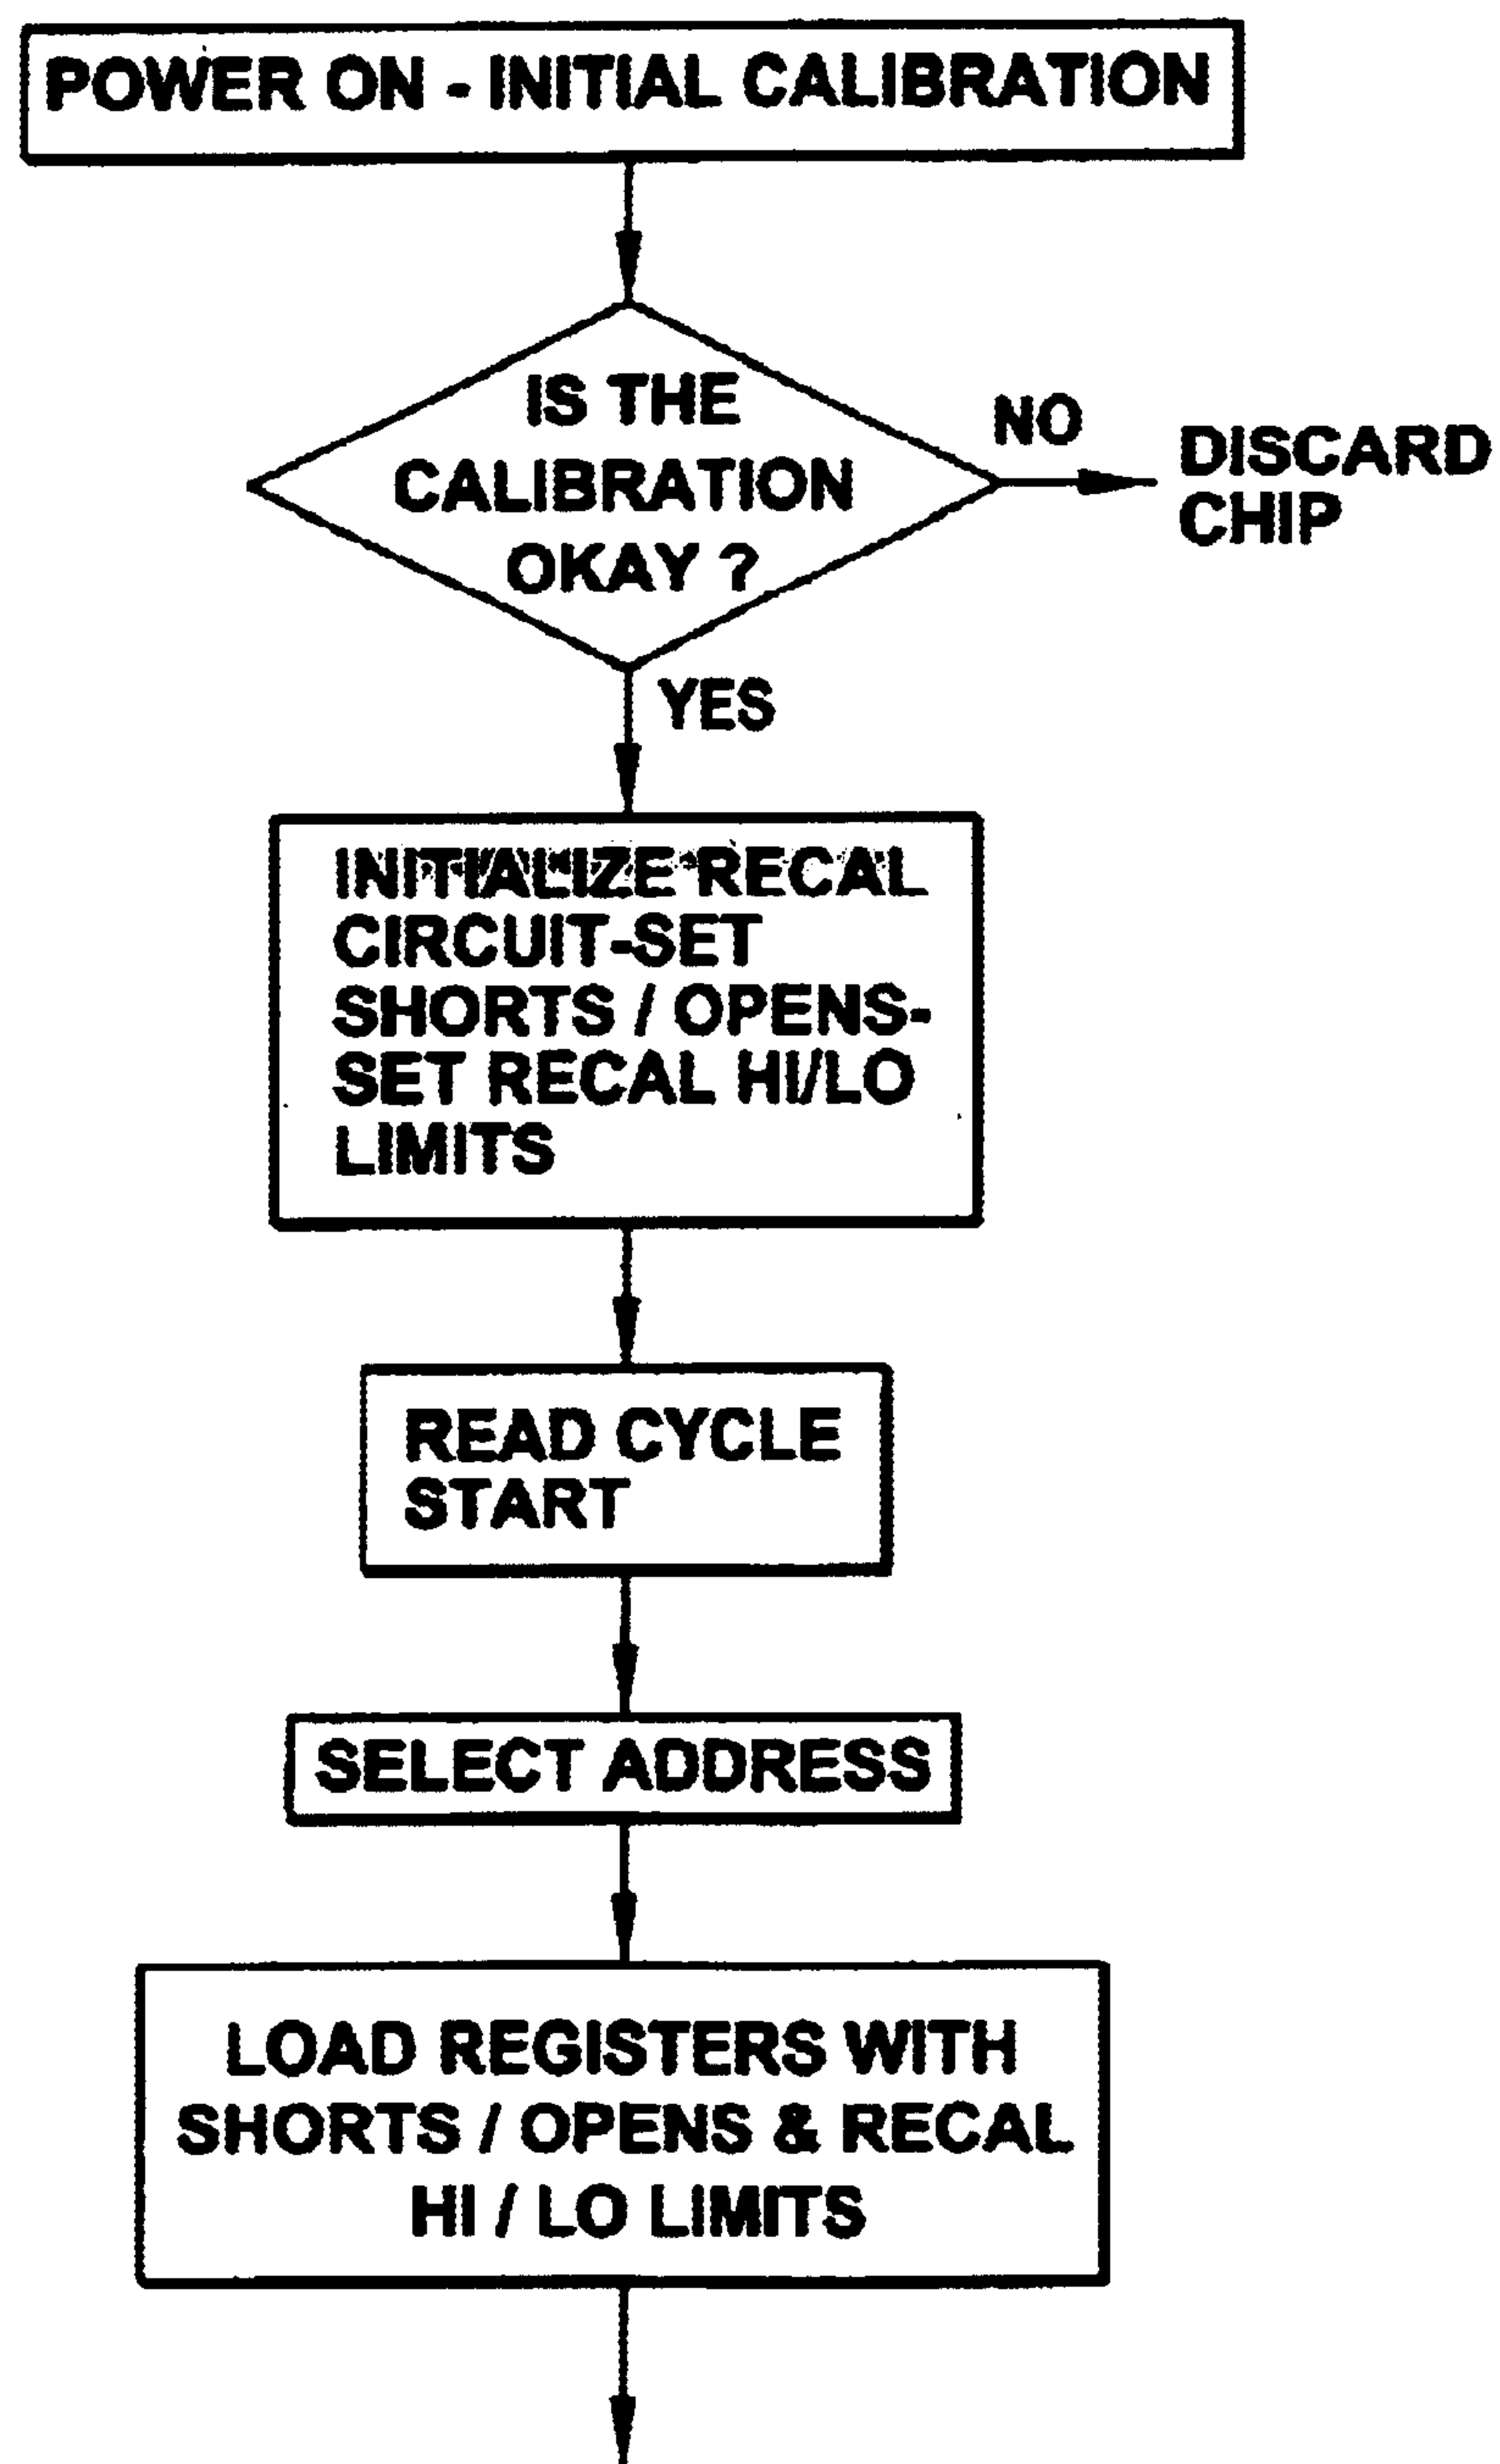 POWER ON - INITIAL CALIBRATION
IS THE
CALIBRATION
OKAY ?
NO
DISCARD
CHIP
YES
INITIALIZE RECAL
CIRCUIT-SET
SHORTS / OPENS-
SET RECAL HI/LO
LIMITS
READ CYCLE
START
SELECT ADDRESS
LOAD REGISTERS WITH
SHORTS / OPENS & RECAL
HI / LO LIMITS